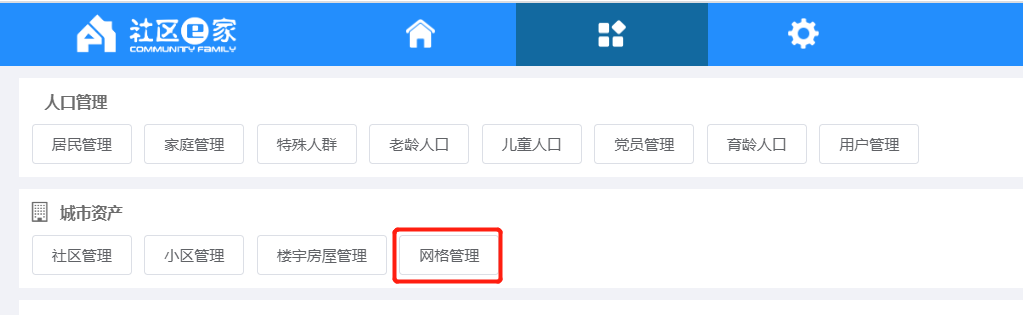 社区e家
COMMUNITY FAMILY
人口管理
居民管理 家庭管理 特殊人群 老龄人口 儿童人口 党员管理 育龄人口 用户管理
城市资产
社区管理 小区管理 楼宇房屋管理 网格管理